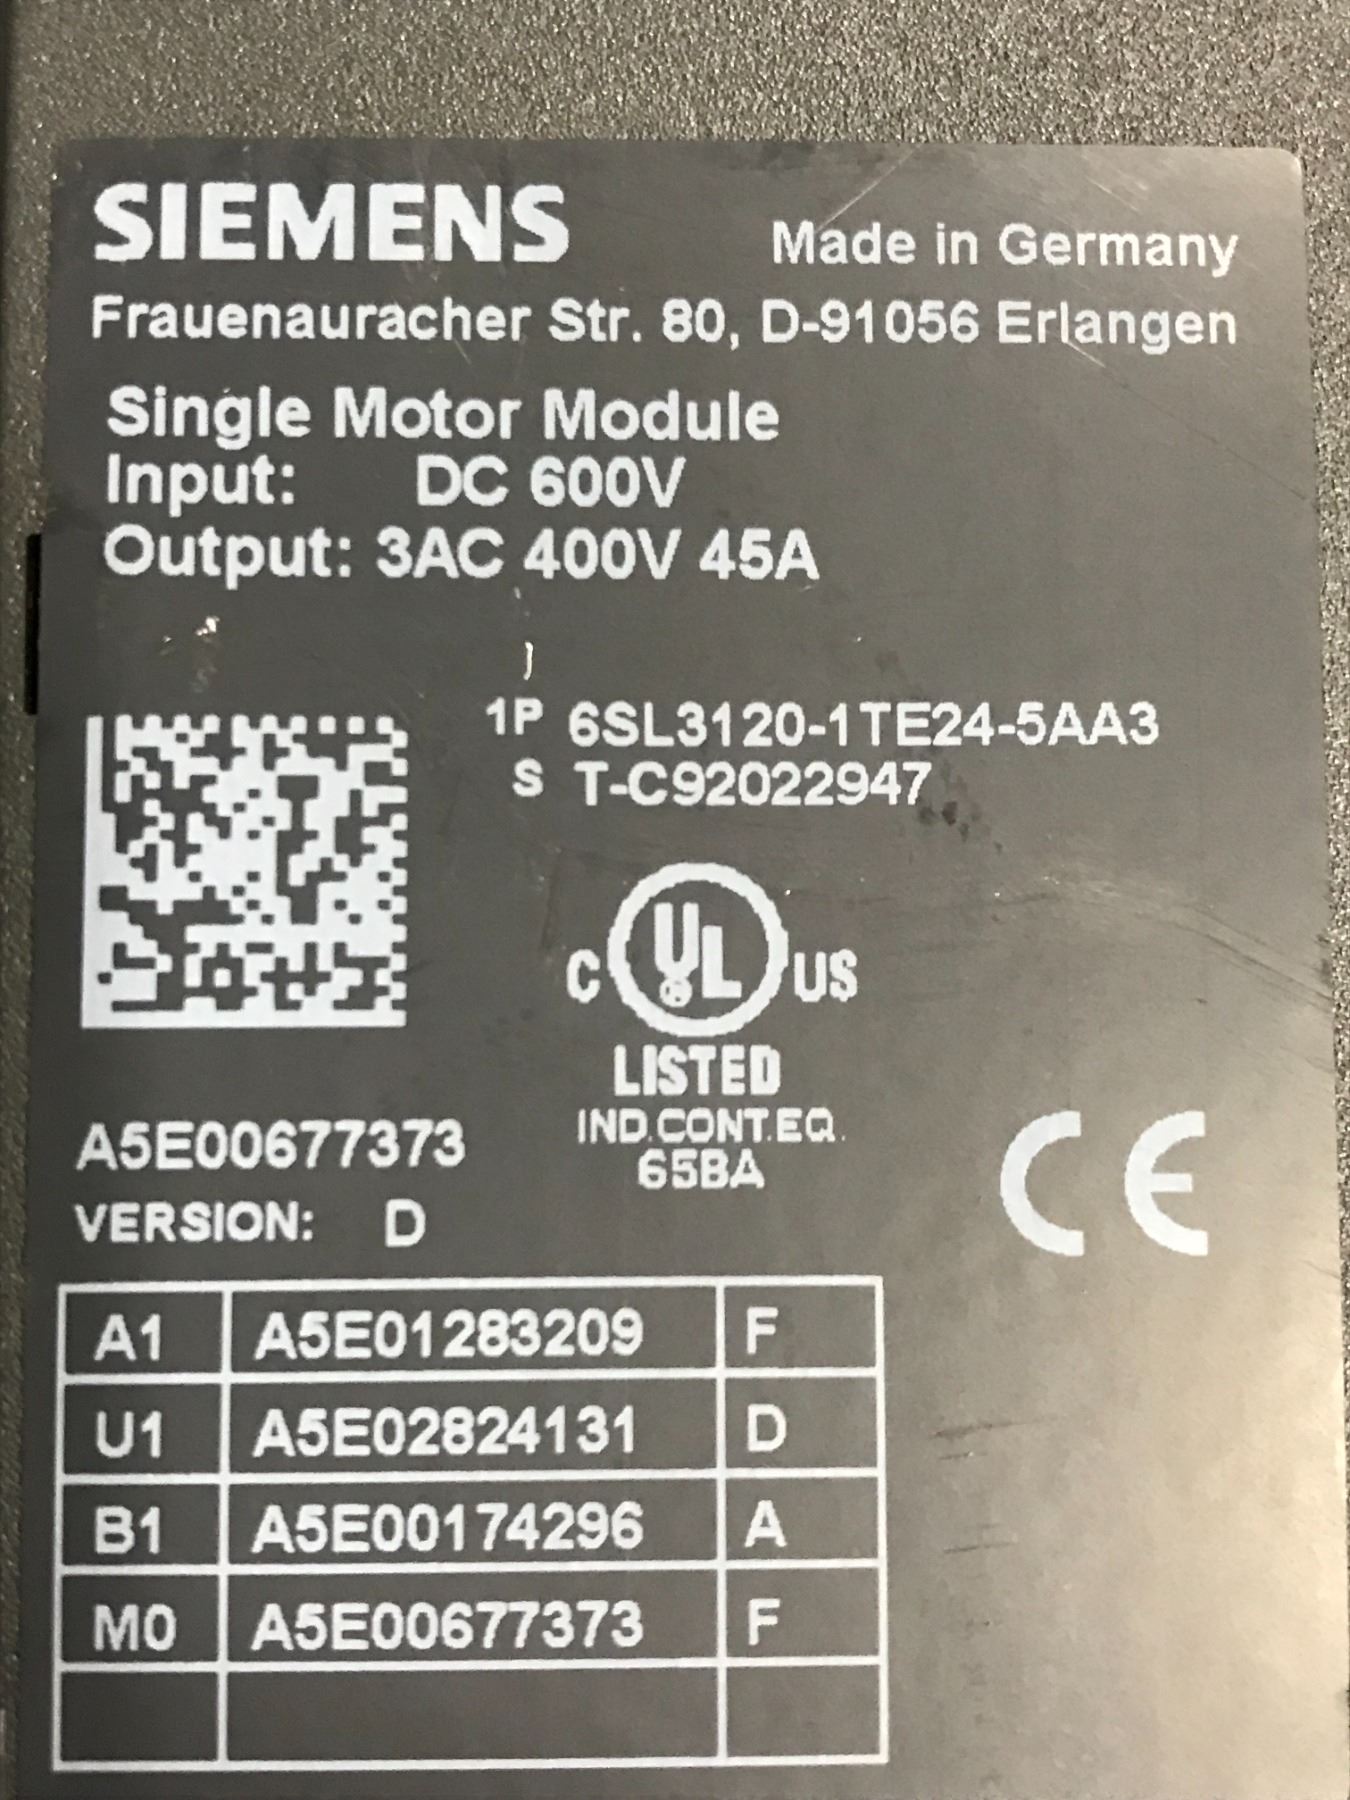 SIEMENS
Made in Germany
Frauenauracher Str. 80, D-91056 Erlangen
Single Motor Module
Input: DC 600V
Output: 3AC 400V 45A
1P 6SL3120-1TE24-5AA3
S T-C92022947
C UL® US
LISTED
IND.CONT.EQ.
65BA
CE
A5E00677373
VERSION: D
A1 A5E01283209 F
U1 A5E02824131 D
B1 A5E00174296 A
M0 A5E00677373 F